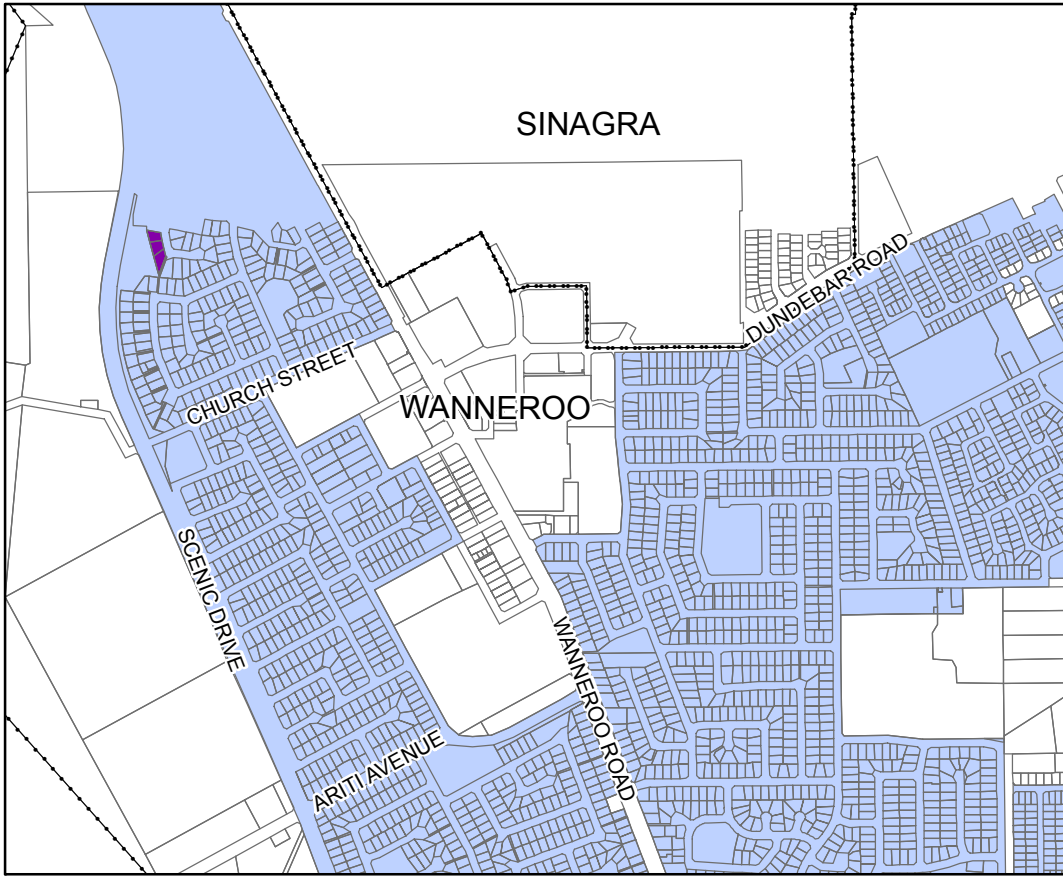 SINAGRA
DUNDEBAR ROAD
CHURCH STREET
WANNEROO
SCENIC DRIVE
WANNEROO ROAD
ARITI AVENUE